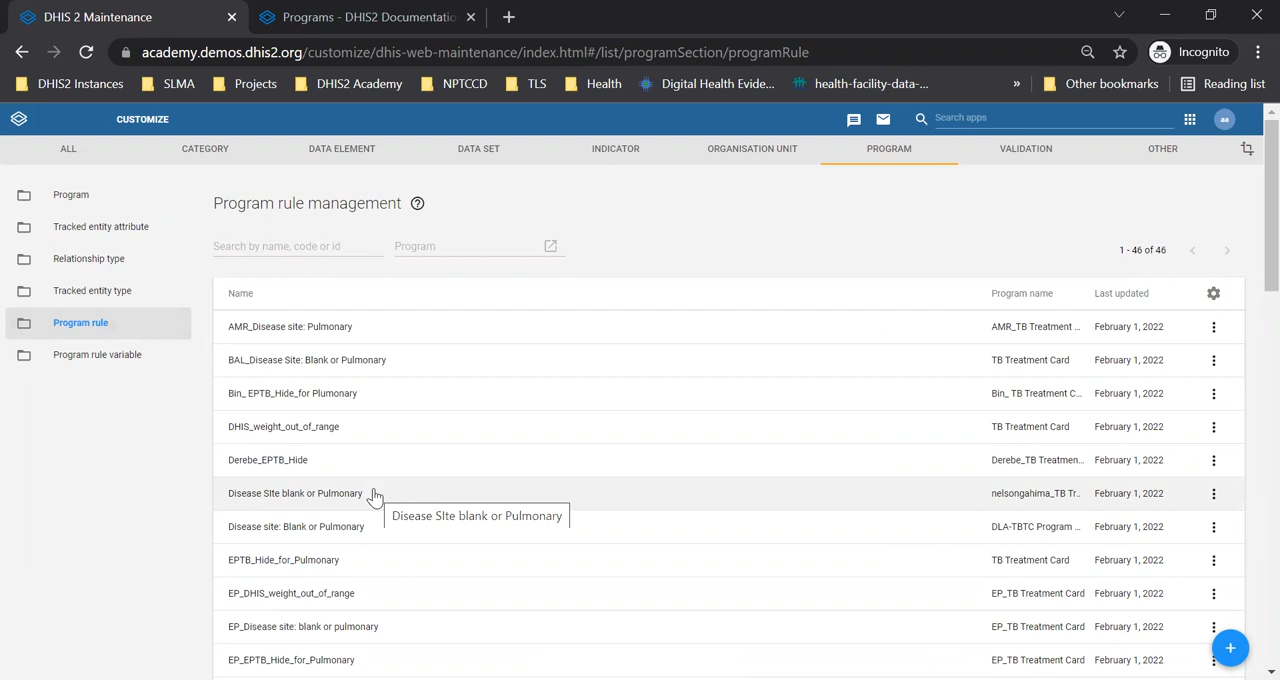 DHIS 2 Maintenance
Programs - DHIS2 Documentatio
academy.demos.dhis2.org/customize/dhis-web-maintenance/index.html#/list/programSection/programRule
Incognito
DHIS2 Instances
SLMA
Projects
DHIS2 Academy
NPTCCD
TLS
Health
Digital Health Evide...
health-facility-data-...
»
Other bookmarks
Reading list
CUSTOMIZE
Search apps
aa
ALL
CATEGORY
DATA ELEMENT
DATA SET
INDICATOR
ORGANISATION UNIT
PROGRAM
VALIDATION
OTHER
Program
Tracked entity attribute
Relationship type
Tracked entity type
Program rule
Program rule variable
Program rule management
Search by name, code or id
Program
1 - 46 of 46
Name Program name Last updated
AMR_Disease site: Pulmonary AMR_TB Treatment ... February 1, 2022
BAL_Disease Site: Blank or Pulmonary TB Treatment Card February 1, 2022
Bin_ EPTB_Hide_for Plumonary Bin_ TB Treatment C... February 1, 2022
DHIS_weight_out_of_range TB Treatment Card February 1, 2022
Derebe_EPTB_Hide Derebe_TB Treatmen... February 1, 2022
Disease SIte blank or Pulmonary nelsongahima_TB Tr... February 1, 2022
Disease SIte blank or Pulmonary
Disease site: Blank or Pulmonary DLA-TBTC Program ... February 1, 2022
EPTB_Hide_for_Pulmonary TB Treatment Card February 1, 2022
EP_DHIS_weight_out_of_range EP_TB Treatment Card February 1, 2022
EP_Disease site: blank or pulmonary EP_TB Treatment Card February 1, 2022
EP_EPTB_Hide_for_Pulmonary EP_TB Treatment Card February 1, 2022